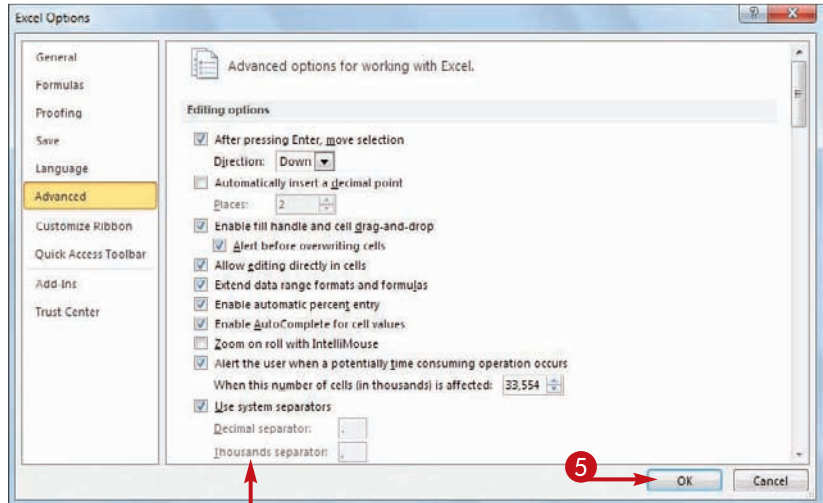 Excel Options
General
Formulas
Proofing
Save
Language
Advanced
Customize Ribbon
Quick Access Toolbar
Add-Ins
Trust Center
Advanced options for working with Excel.
Editing options
After pressing Enter, move selection
Direction: Down
Automatically insert a decimal point
Places: 2
Enable fill handle and cell drag-and-drop
Alert before overwriting cells
Allow editing directly in cells
Extend data range formats and formulas
Enable automatic percent entry
Enable AutoComplete for cell values
Zoom on roll with IntelliMouse
Alert the user when a potentially time consuming operation occurs
When this number of cells (in thousands) is affected: 33,554
Use system separators
Decimal separator: .
Thousands separator: ,
5
OK Cancel